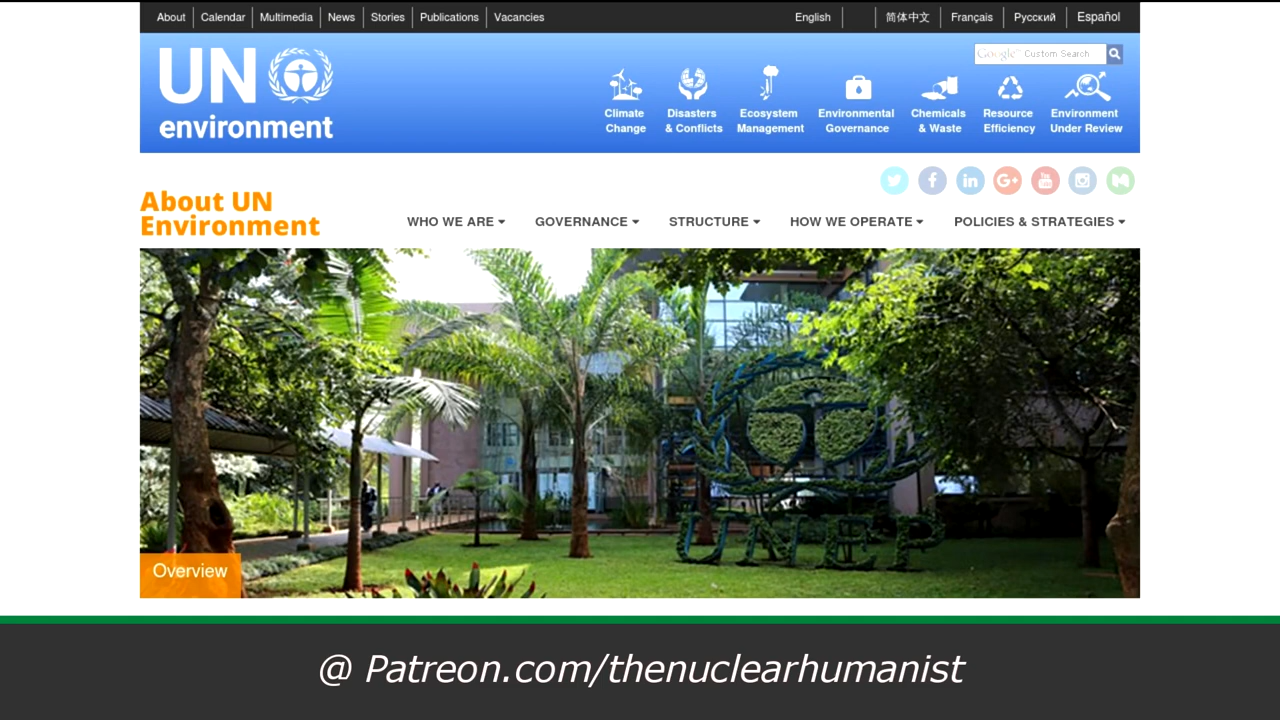 About Calendar Multimedia News Stories Publications Vacancies English 简体中文 Français Русский Español
UN
environment
Google™ Custom Search
Climate Change
Disasters & Conflicts
Ecosystem Management
Environmental Governance
Chemicals & Waste
Resource Efficiency
Environment Under Review
About UN
Environment
WHO WE ARE GOVERNANCE STRUCTURE HOW WE OPERATE POLICIES & STRATEGIES
UNEP
Overview
@ Patreon.com/thenuclearhumanist